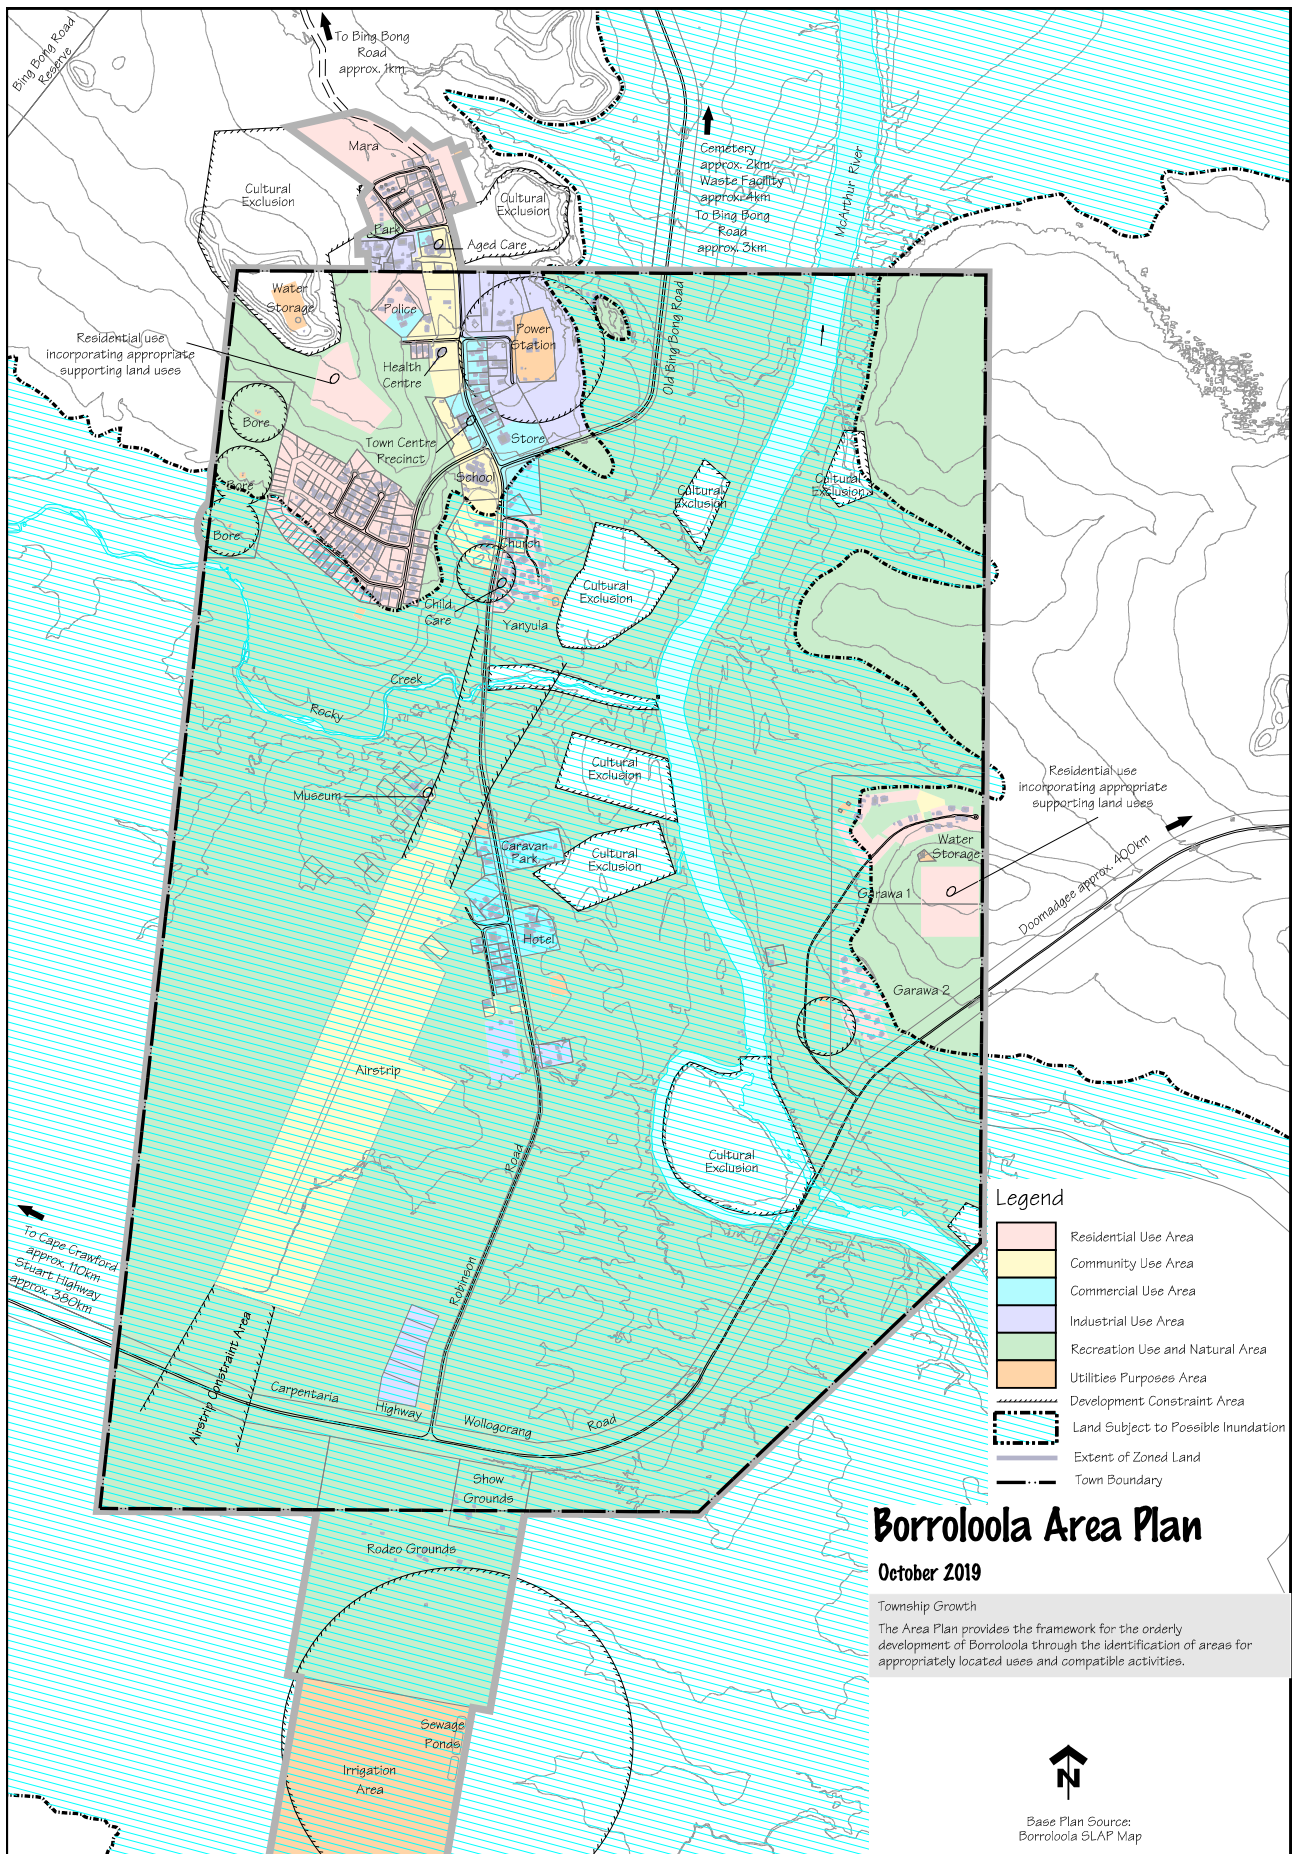 Bing Bong Road
Reserve
To Bing Bong
Road
approx. 1km
Mara
Cultural
Exclusion
Cultural
Exclusion
Cemetery
approx. 2km
Waste Facility
approx. 4km
To Bing Bong
Road
approx. 3km
McArthur River
Park
Aged Care
Water
Storage
Police
Power
Station
Old Bing Bong Road
Residential use
incorporating appropriate
supporting land uses
Health
Centre
Bore
Town Centre
Precinct
Store
School
Bore
Cultural
Exclusion
Cultural
Exclusion
Bore
Church
Cultural
Exclusion
Child
Care
Yanyula
Creek
Rocky
Cultural
Exclusion
Museum
Residential use
incorporating appropriate
supporting land uses
Caravan
Park
Cultural
Exclusion
Water
Storage
Garawa 1
Doomadgee approx. 400km
Hotel
Garawa 2
Airstrip
Road
Cultural
Exclusion
To Cape Crawford
approx. 110km
Stuart Highway
approx. 380km
Robinson
Airstrip Constraint Area
Carpentaria
Highway
Wollogorang
Road
Show
Grounds
Rodeo Grounds
Sewage
Ponds
Irrigation
Area
Legend
Residential Use Area
Community Use Area
Commercial Use Area
Industrial Use Area
Recreation Use and Natural Area
Utilities Purposes Area
Development Constraint Area
Land Subject to Possible Inundation
Extent of Zoned Land
Town Boundary
Borroloola Area Plan
October 2019
Township Growth
The Area Plan provides the framework for the orderly
development of Borroloola through the identification of areas for
appropriately located uses and compatible activities.
N
Base Plan Source:
Borroloola SLAP Map